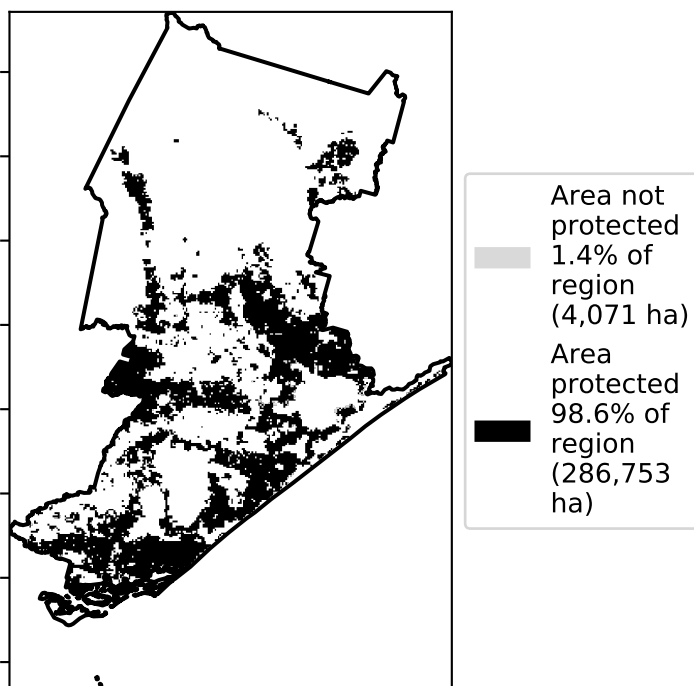 Area not
protected
1.4% of
region
(4,071 ha)
Area
protected
98.6% of
region
(286,753
ha)